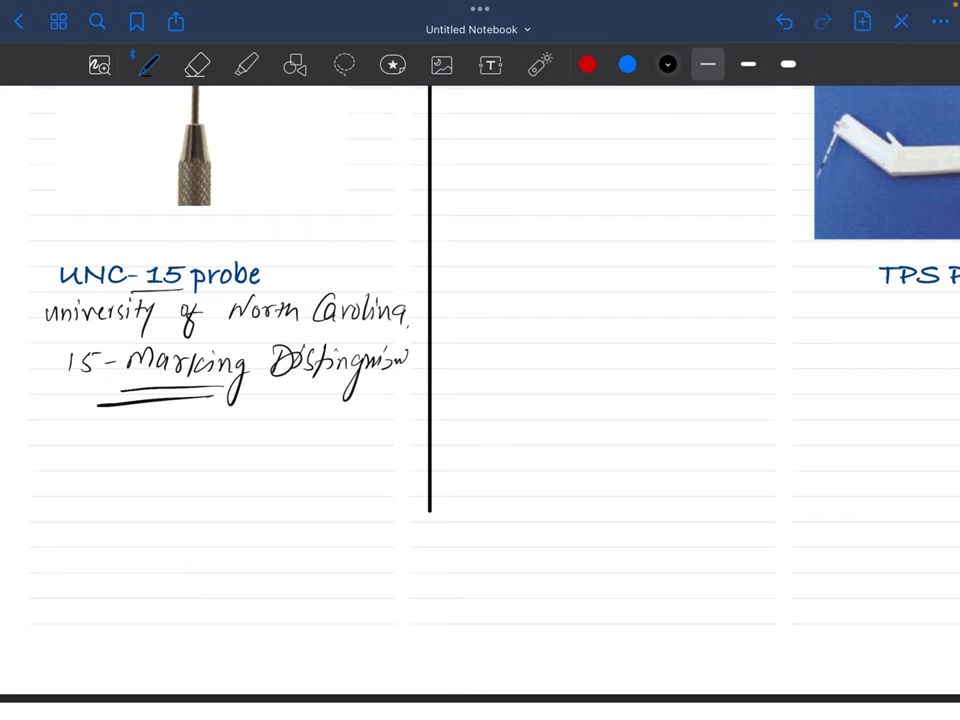 Untitled Notebook
UNC-15 probe
university of North Carolina,
15-Marking Distinguish
TPS P